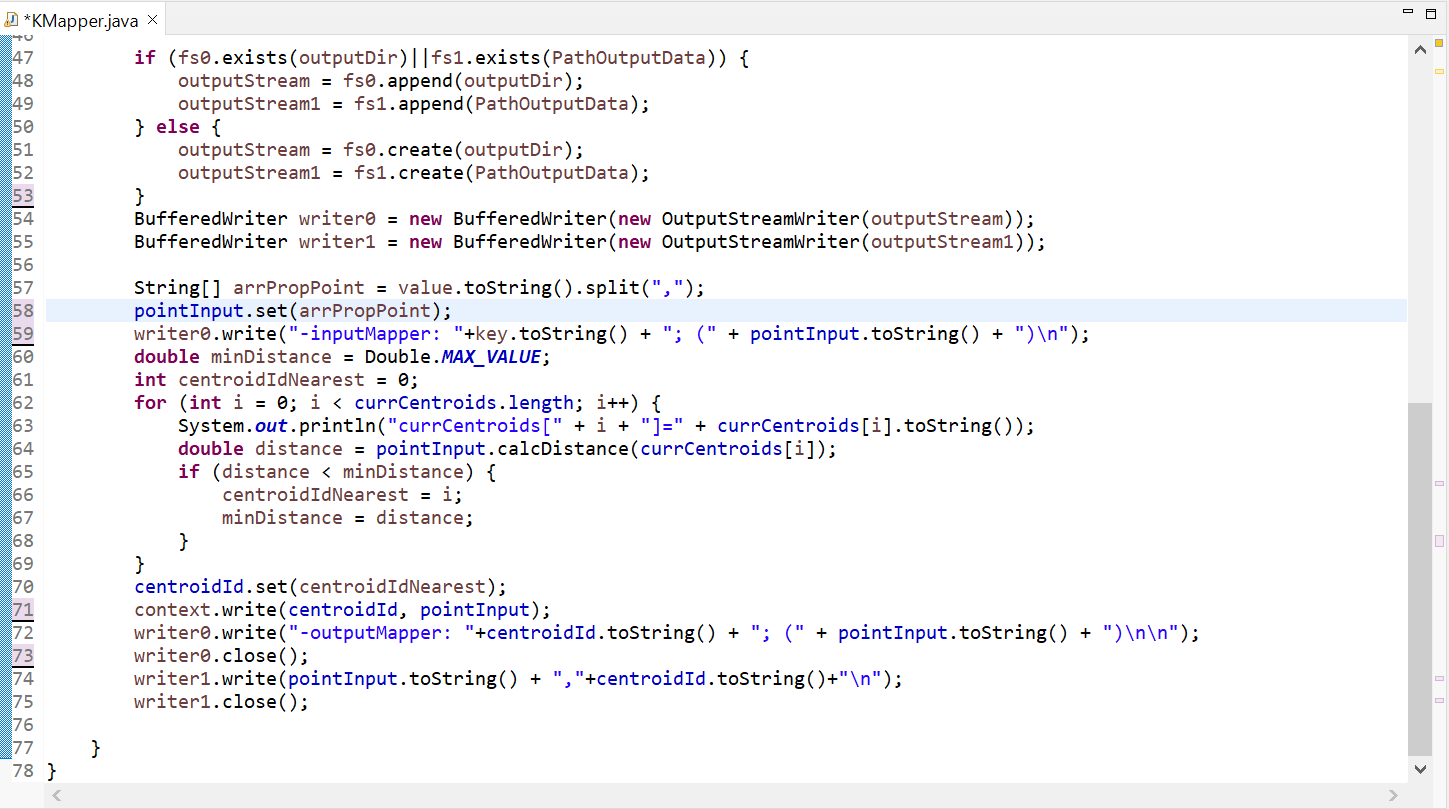 *KMapper.java
46
47 if (fs0.exists(outputDir)||fs1.exists(PathOutputData)) {
48 outputStream = fs0.append(outputDir);
49 outputStream1 = fs1.append(PathOutputData);
50 } else {
51 outputStream = fs0.create(outputDir);
52 outputStream1 = fs1.create(PathOutputData);
53 }
54 BufferedWriter writer0 = new BufferedWriter(new OutputStreamWriter(outputStream));
55 BufferedWriter writer1 = new BufferedWriter(new OutputStreamWriter(outputStream1));
56
57 String[] arrPropPoint = value.toString().split(",");
58 pointInput.set(arrPropPoint);
59 writer0.write("-inputMapper: "+key.toString() + "; (" + pointInput.toString() + ")\n");
60 double minDistance = Double.MAX_VALUE;
61 int centroidIdNearest = 0;
62 for (int i = 0; i < currCentroids.length; i++) {
63 System.out.println("currCentroids[" + i + "]=" + currCentroids[i].toString());
64 double distance = pointInput.calcDistance(currCentroids[i]);
65 if (distance < minDistance) {
66 centroidIdNearest = i;
67 minDistance = distance;
68 }
69 }
70 centroidId.set(centroidIdNearest);
71 context.write(centroidId, pointInput);
72 writer0.write("-outputMapper: "+centroidId.toString() + "; (" + pointInput.toString() + ")\n\n");
73 writer0.close();
74 writer1.write(pointInput.toString() + ","+centroidId.toString()+"\n");
75 writer1.close();
76
77 }
78 }